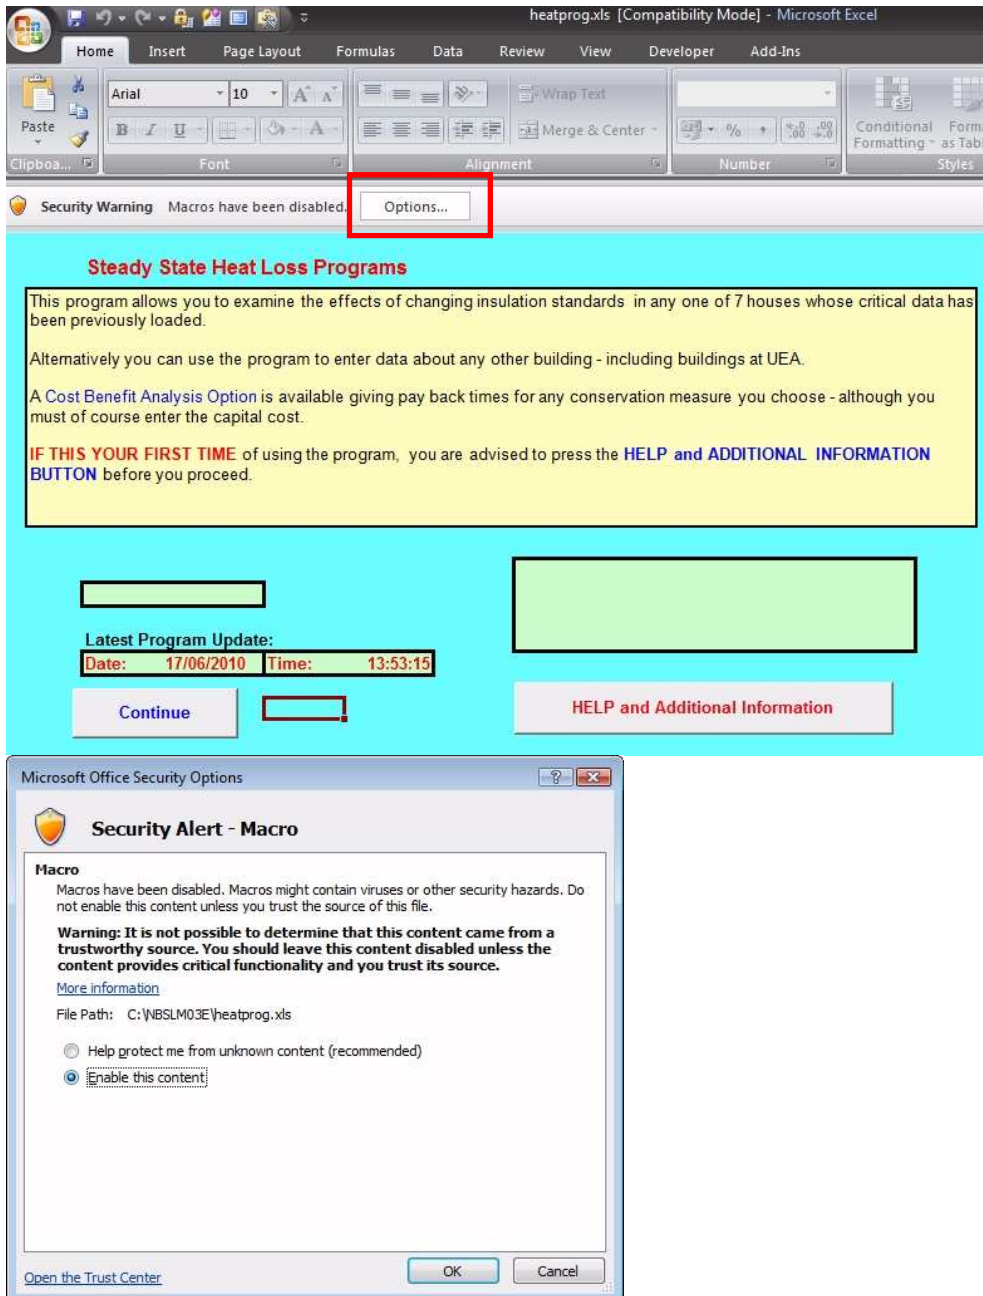 heatprog.xls [Compatibility Mode] - Microsoft Excel
Home Insert Page Layout Formulas Data Review View Developer Add-Ins
Arial 10 A A Wrap Text
Paste B I U A Merge & Center % , .0 .00 .00 .0 Conditional Form
Formatting as Tab
Clipboa... Font Alignment Number Styles
Security Warning Macros have been disabled. Options...
Steady State Heat Loss Programs
This program allows you to examine the effects of changing insulation standards in any one of 7 houses whose critical data has
been previously loaded.
Alternatively you can use the program to enter data about any other building - including buildings at UEA.
A Cost Benefit Analysis Option is available giving pay back times for any conservation measure you choose - although you
must of course enter the capital cost.
IF THIS YOUR FIRST TIME of using the program, you are advised to press the HELP and ADDITIONAL INFORMATION
BUTTON before you proceed.
Latest Program Update:
Date: 17/06/2010 Time: 13:53:15
Continue
HELP and Additional Information
Microsoft Office Security Options
Security Alert - Macro
Macro
Macros have been disabled. Macros might contain viruses or other security hazards. Do
not enable this content unless you trust the source of this file.
Warning: It is not possible to determine that this content came from a
trustworthy source. You should leave this content disabled unless the
content provides critical functionality and you trust its source.
More information
File Path: C:\NBSLM03E\heatprog.xls
Help protect me from unknown content (recommended)
Enable this content
Open the Trust Center
OK Cancel